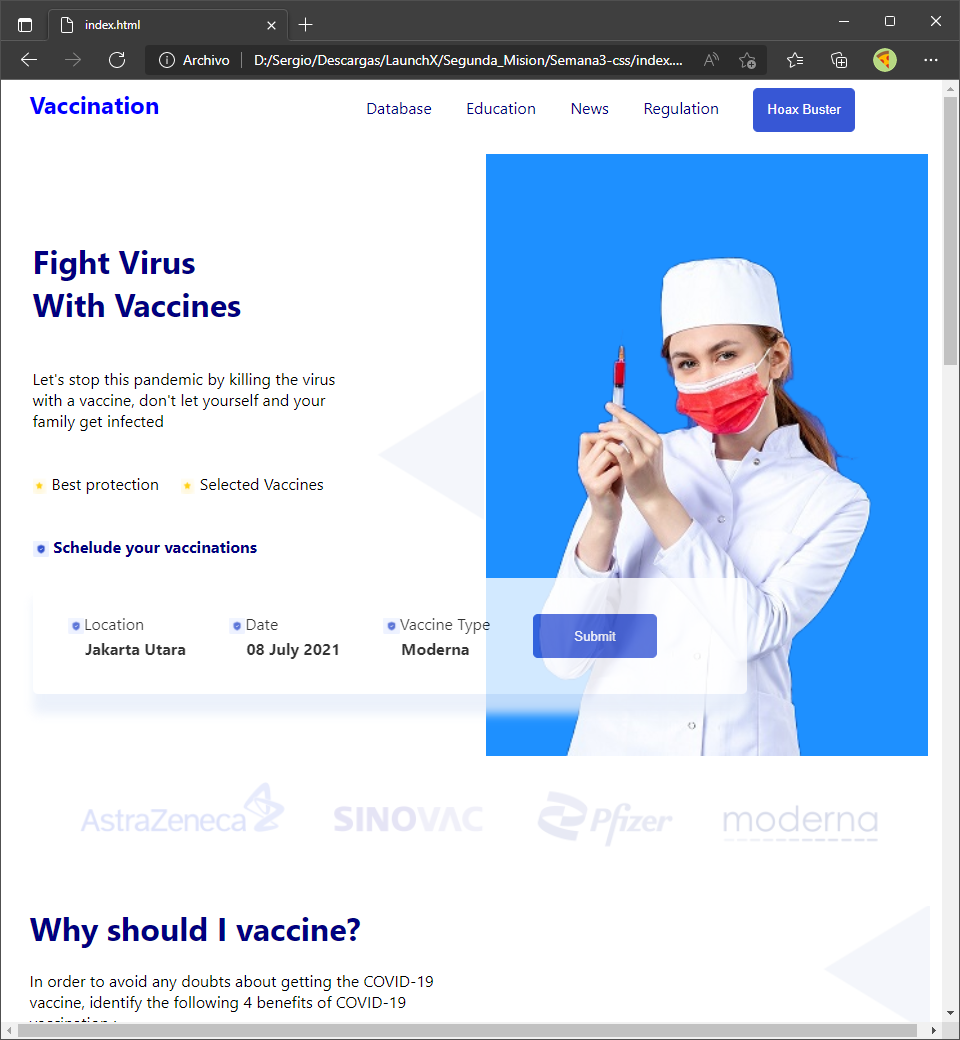 index.html
Archivo
D:/Sergio/Descargas/LaunchX/Segunda_Mision/Semana3-css/index....
Vaccination
Database
Education
News
Regulation
Hoax Buster
Fight Virus
With Vaccines
Let's stop this pandemic by killing the virus
with a vaccine, don't let yourself and your
family get infected
Best protection
Selected Vaccines
Schelude your vaccinations
Location
Date
Vaccine Type
Jakarta Utara
08 July 2021
Moderna
Submit
AstraZeneca
SINOVAC
Pfizer
moderna
Why should I vaccine?
In order to avoid any doubts about getting the COVID-19
vaccine, identify the following 4 benefits of COVID-19